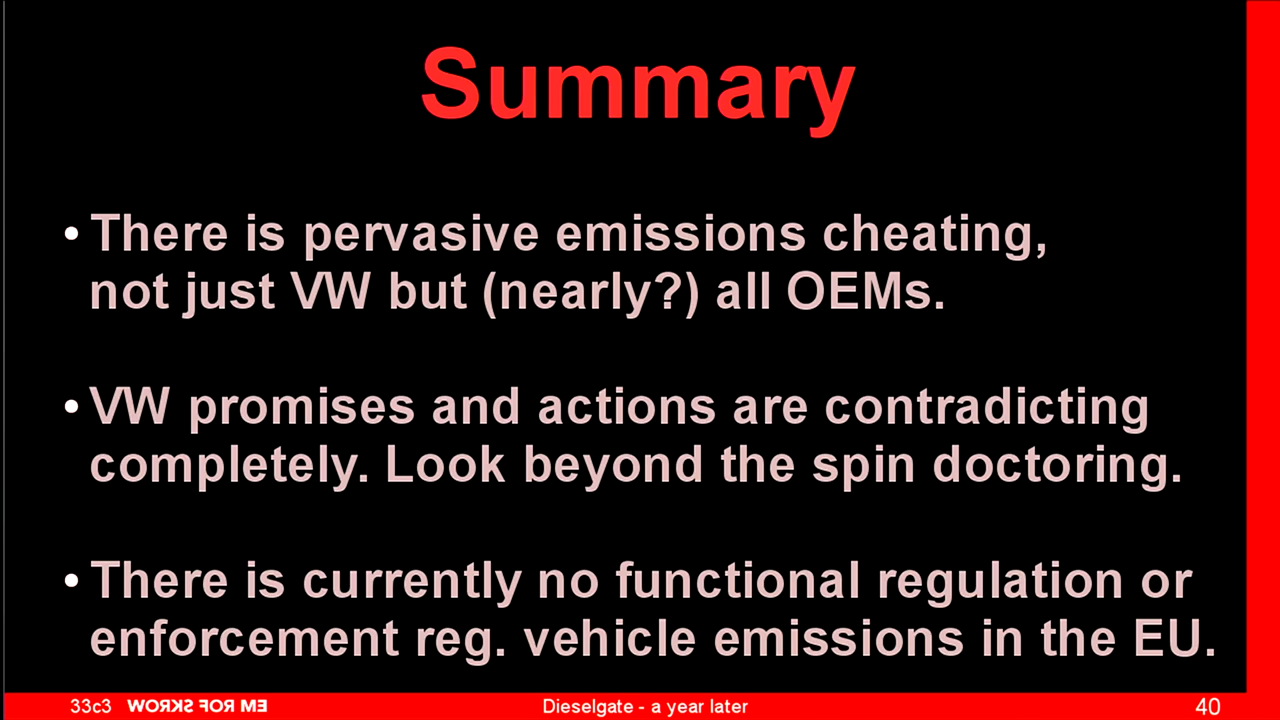 Summary
• There is pervasive emissions cheating,
not just VW but (nearly?) all OEMs.
• VW promises and actions are contradicting
completely. Look beyond the spin doctoring.
• There is currently no functional regulation or
enforcement reg. vehicle emissions in the EU.
33c3 WORKS FOR ME Dieselgate - a year later 40